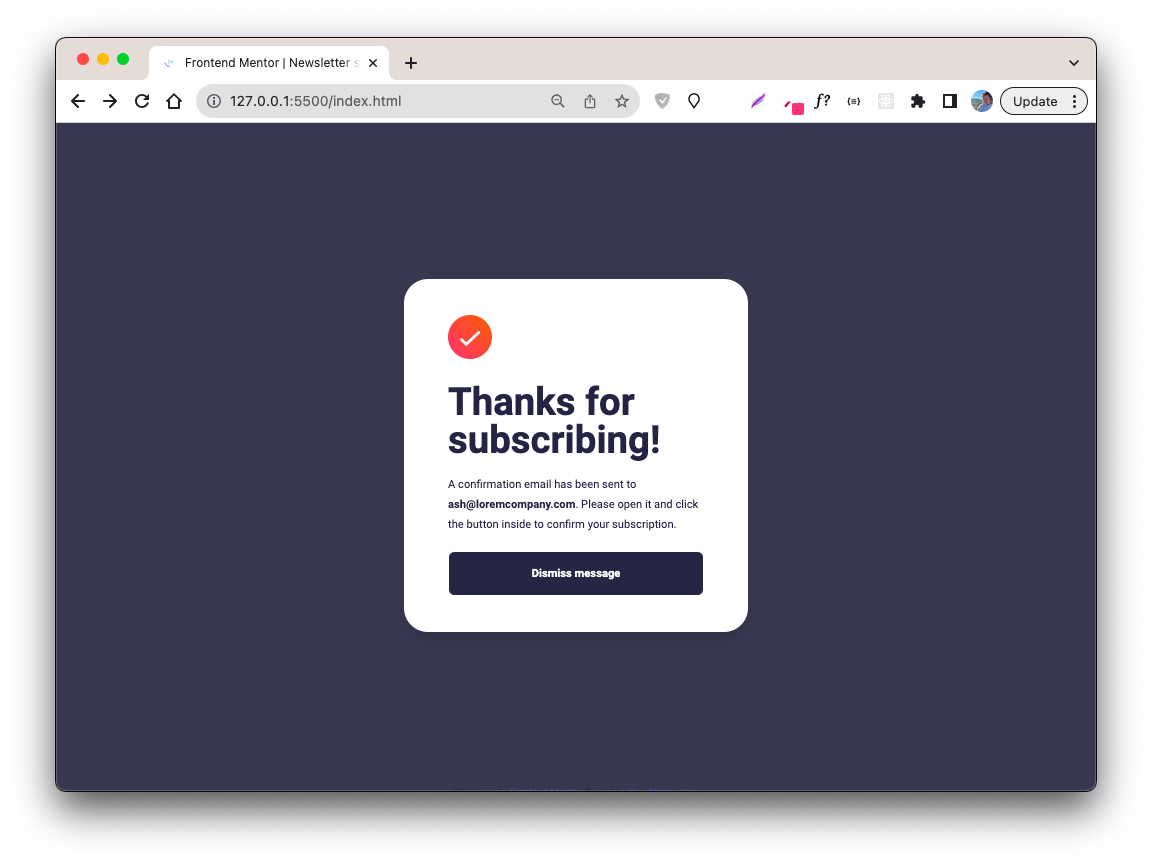 Frontend Mentor | Newsletter s
127.0.0.1:5500/index.html
f?
Update
Thanks for
subscribing!
A confirmation email has been sent to
ash@loremcompany.com. Please open it and click
the button inside to confirm your subscription.
Dismiss message